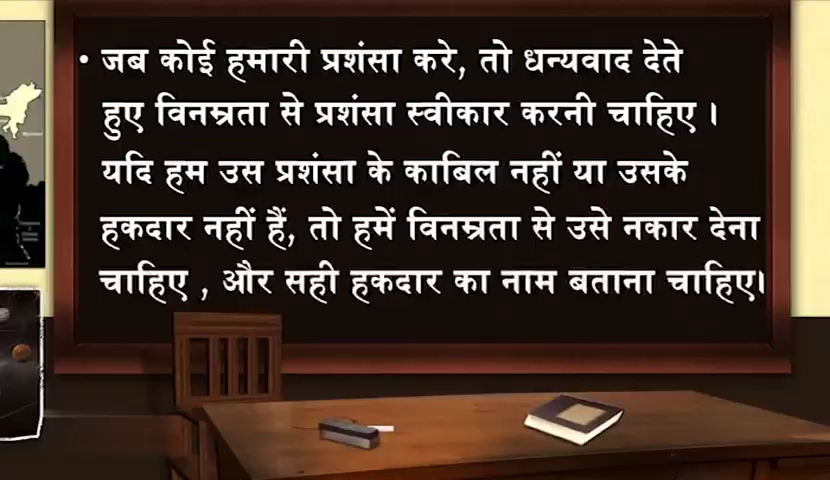 • जब कोई हमारी प्रशंसा करे, तो धन्यवाद देते
हुए विनम्रता से प्रशंसा स्वीकार करनी चाहिए ।
यदि हम उस प्रशंसा के काबिल नहीं या उसके
हकदार नहीं हैं, तो हमें विनम्रता से उसे नकार देना
चाहिए , और सही हकदार का नाम बताना चाहिए।